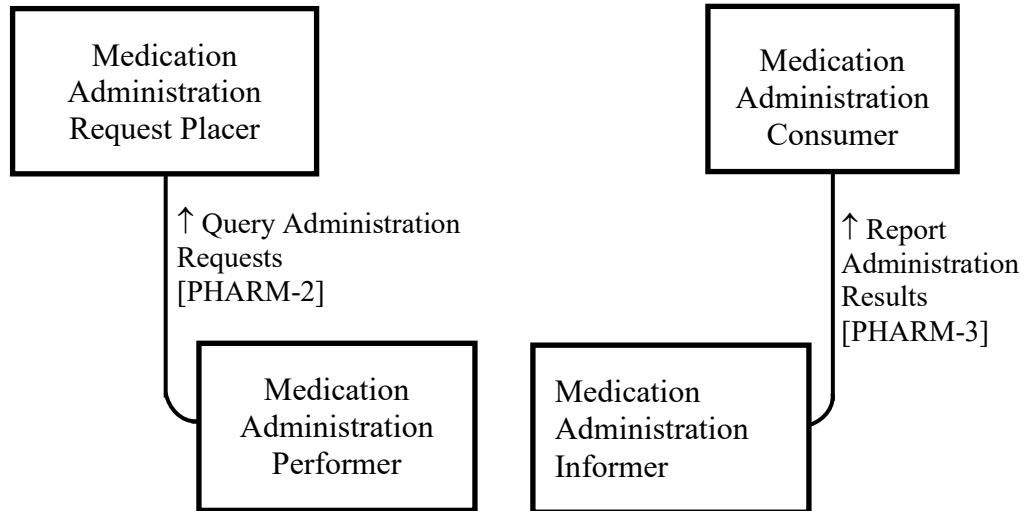 Medication
Administration
Request Placer
Medication
Administration
Consumer
↑ Query Administration
Requests
[PHARM-2]
↑ Report
Administration
Results
[PHARM-3]
Medication
Administration
Performer
Medication
Administration
Informer